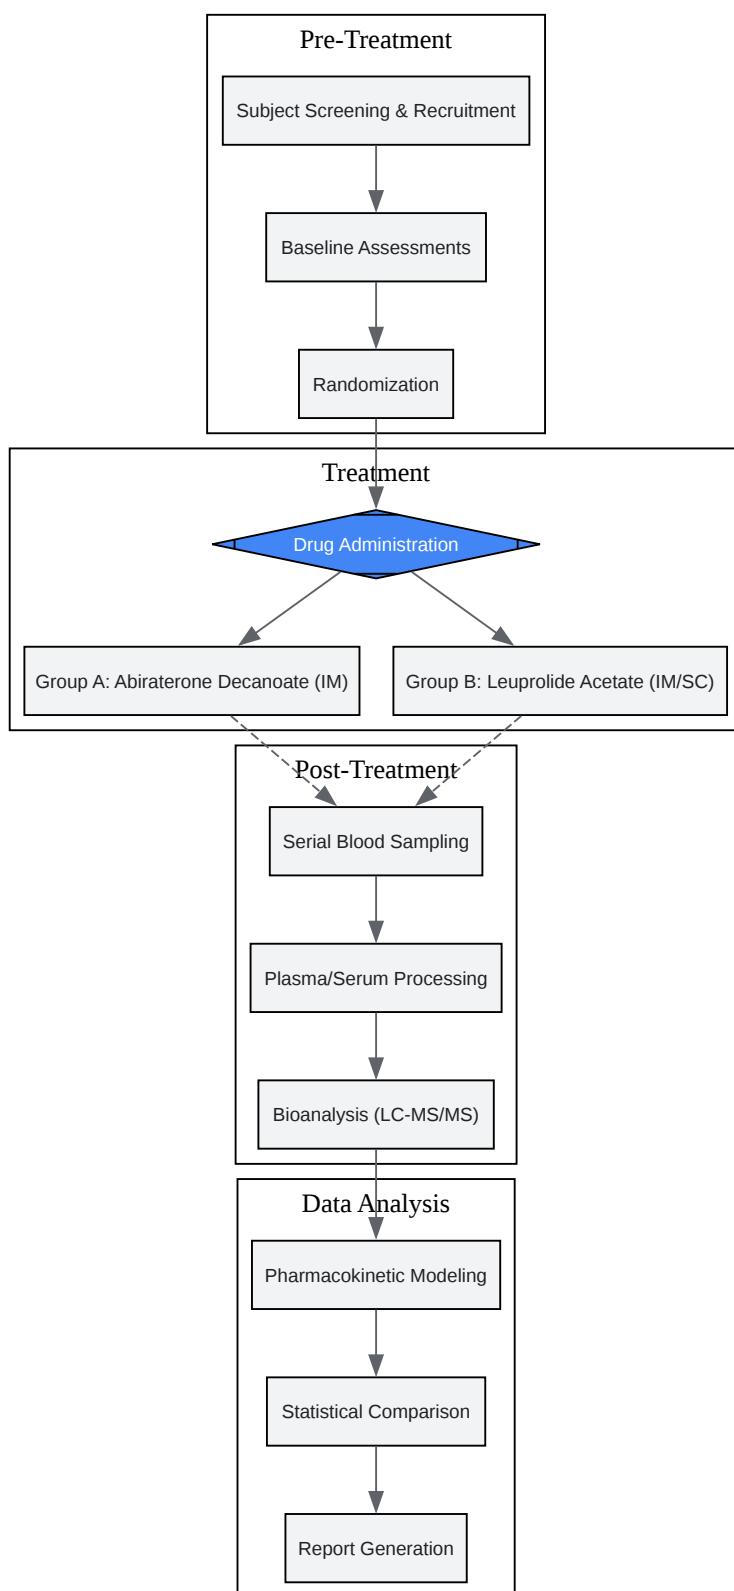 Pre-Treatment
Subject Screening & Recruitment
Baseline Assessments
Randomization
Treatment
Drug Administration
Group A: Abiraterone Decanoate (IM)
Group B: Leuprolide Acetate (IM/SC)
Post-Treatment
Serial Blood Sampling
Plasma/Serum Processing
Bioanalysis (LC-MS/MS)
Data Analysis
Pharmacokinetic Modeling
Statistical Comparison
Report Generation